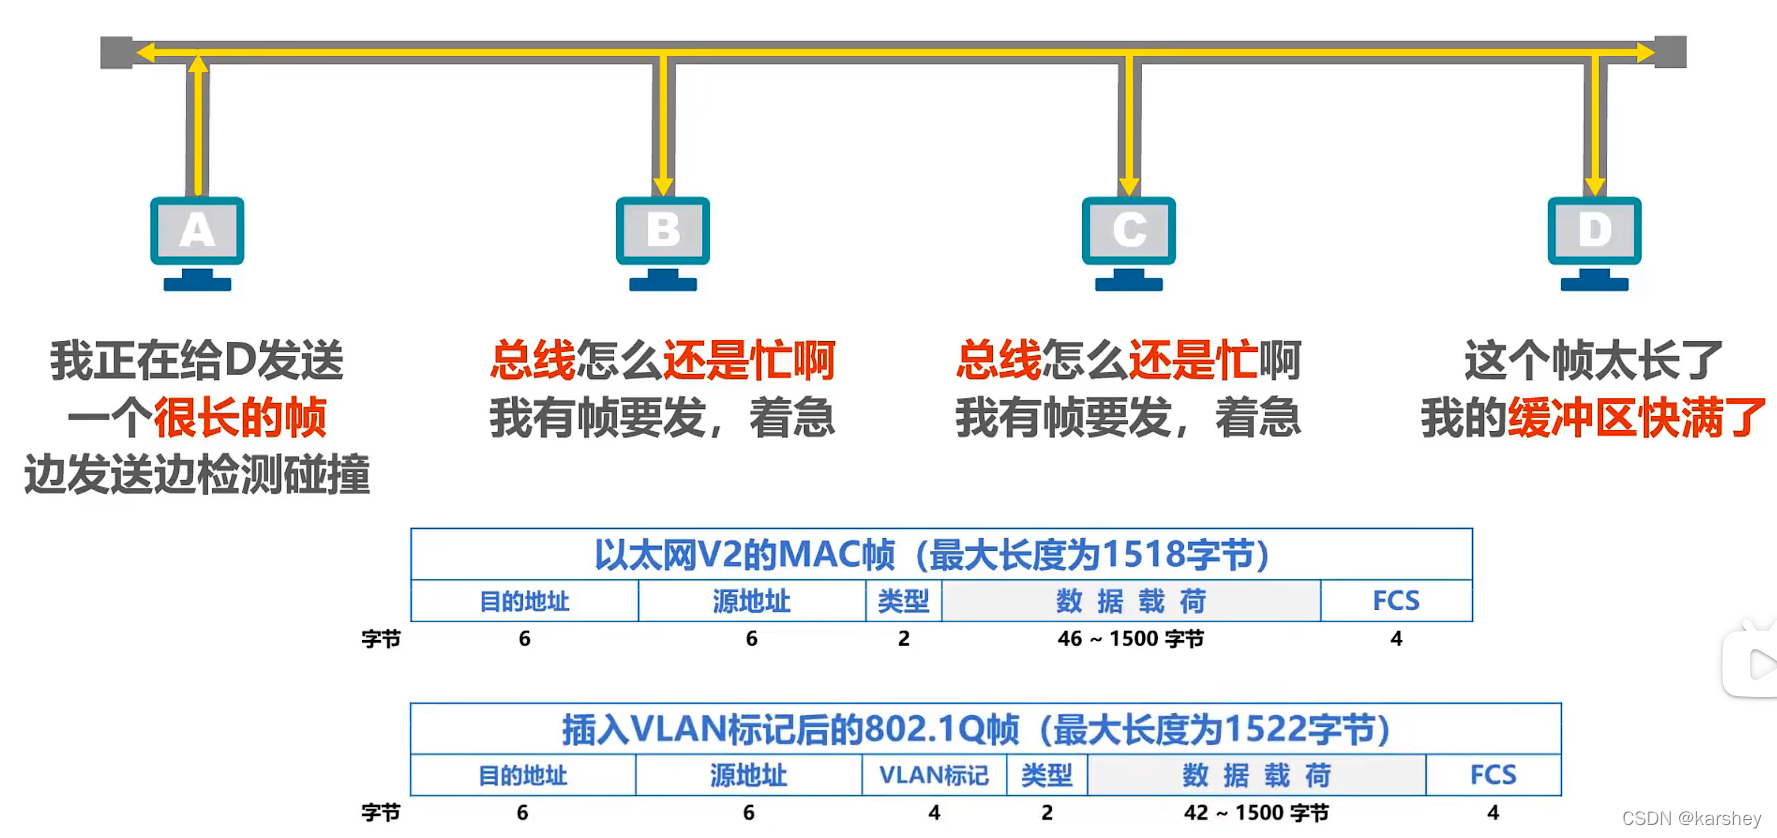 A
B
C
D
我正在给D发送
一个很长的帧
边发送边检测碰撞
总线怎么还是忙啊
我有帧要发，着急
总线怎么还是忙啊
我有帧要发，着急
这个帧太长了
我的缓冲区快满了
以太网V2的MAC帧（最大长度为1518字节）
目的地址 源地址 类型 数据载荷 FCS
字节 6 6 2 46 ~ 1500 字节 4
插入VLAN标记后的802.1Q帧（最大长度为1522字节）
目的地址 源地址 VLAN标记 类型 数据载荷 FCS
字节 6 6 4 2 42 ~ 1500 字节 4
CSDN @karshey